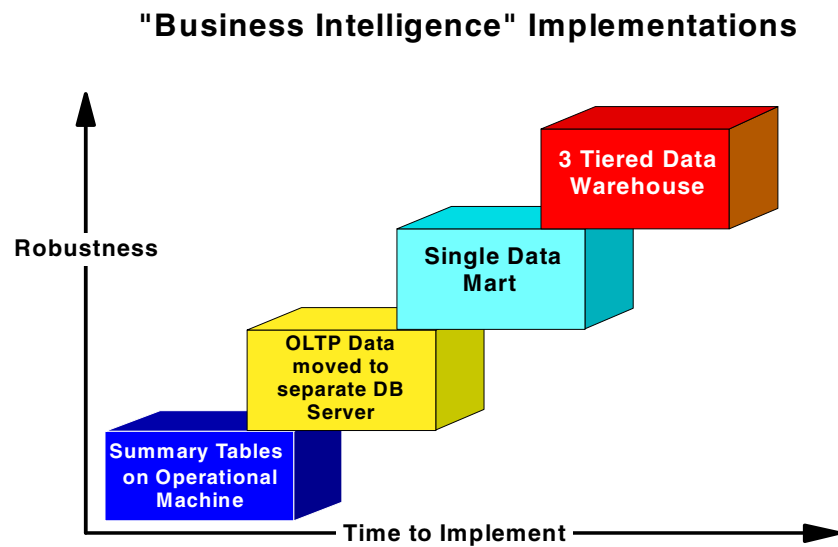 "Business Intelligence" Implementations
3 Tiered Data
Warehouse
Robustness
Single Data
Mart
OLTP Data
moved to
separate DB
Server
Summary Tables
on Operational
Machine
Time to Implement